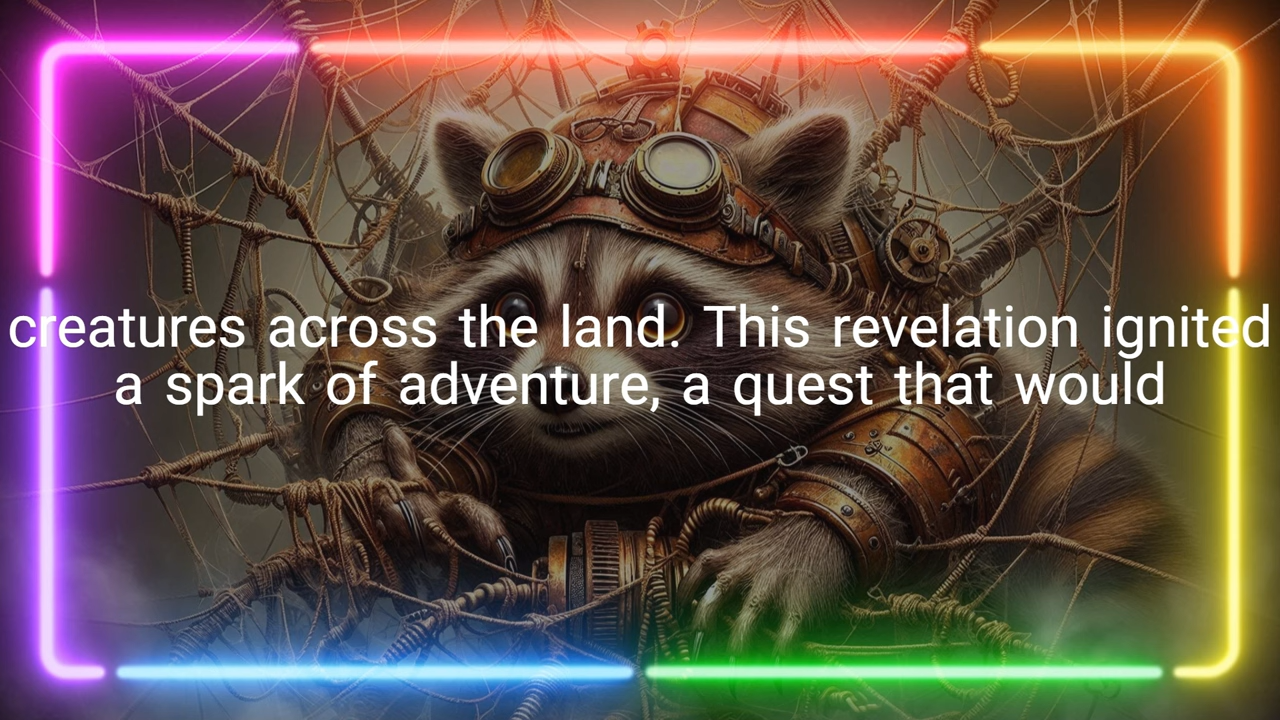 creatures across the land. This revelation ignited
a spark of adventure, a quest that would